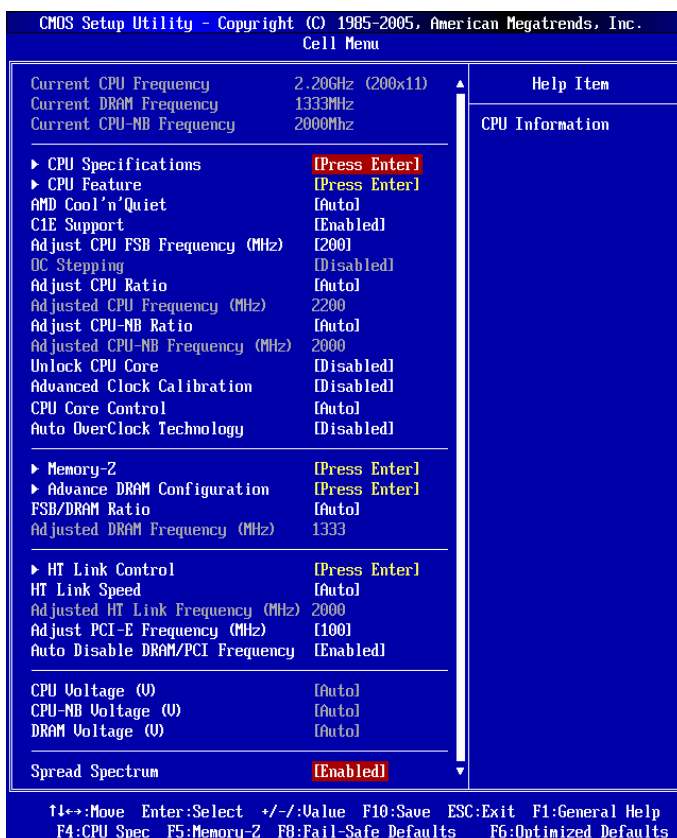 CMOS Setup Utility - Copyright (C) 1985-2005, American Megatrends, Inc.
Cell Menu
Current CPU Frequency 2.20GHz (200x11)
Current DRAM Frequency 1333MHz
Current CPU-NB Frequency 2000Mhz
Help Item
CPU Information
▶ CPU Specifications [Press Enter]
▶ CPU Feature [Press Enter]
AMD Cool'n'Quiet [Auto]
C1E Support [Enabled]
Adjust CPU FSB Frequency (MHz) [200]
OC Stepping [Disabled]
Adjust CPU Ratio [Auto]
Adjusted CPU Frequency (MHz) 2200
Adjust CPU-NB Ratio [Auto]
Adjusted CPU-NB Frequency (MHz) 2000
Unlock CPU Core [Disabled]
Advanced Clock Calibration [Disabled]
CPU Core Control [Auto]
Auto OverClock Technology [Disabled]
▶ Memory-Z [Press Enter]
▶ Advance DRAM Configuration [Press Enter]
FSB/DRAM Ratio [Auto]
Adjusted DRAM Frequency (MHz) 1333
▶ HT Link Control [Press Enter]
HT Link Speed [Auto]
Adjusted HT Link Frequency (MHz) 2000
Adjust PCI-E Frequency (MHz) [100]
Auto Disable DRAM/PCI Frequency [Enabled]
CPU Voltage (V) [Auto]
CPU-NB Voltage (V) [Auto]
DRAM Voltage (V) [Auto]
Spread Spectrum [Enabled]
↑↓←→:Move Enter:Select +/-/:Value F10:Save ESC:Exit F1:General Help
F4:CPU Spec F5:Memory-Z F8:Fail-Safe Defaults F6:Optimized Defaults